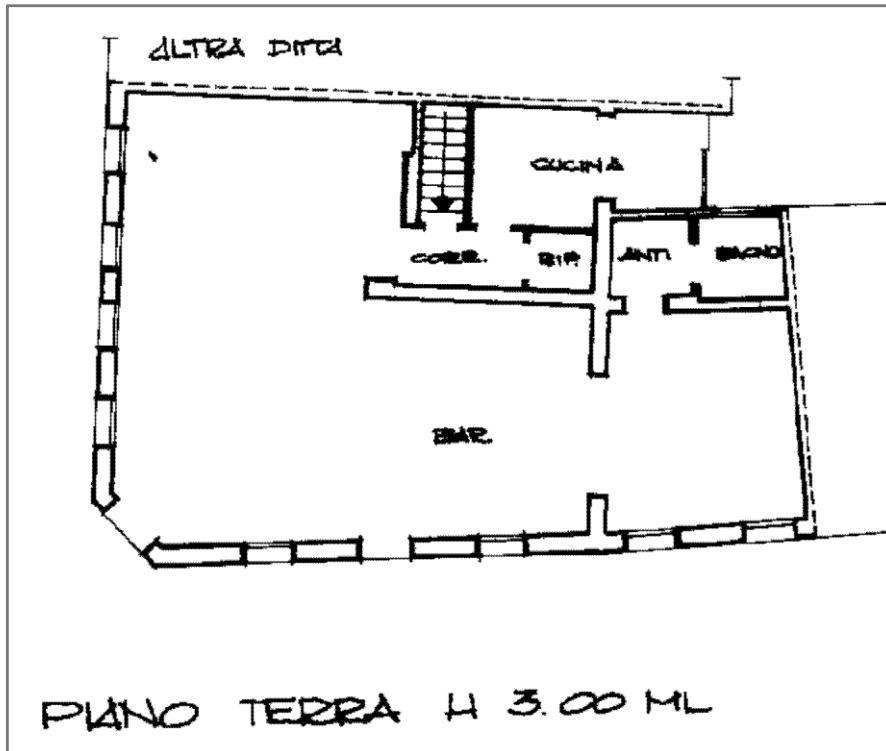 ALTRA DITTA
CUCINA
CORR.
RIP.
ANTI
BAGNO
BAR.
PIANO TERRA H 3.00 ML